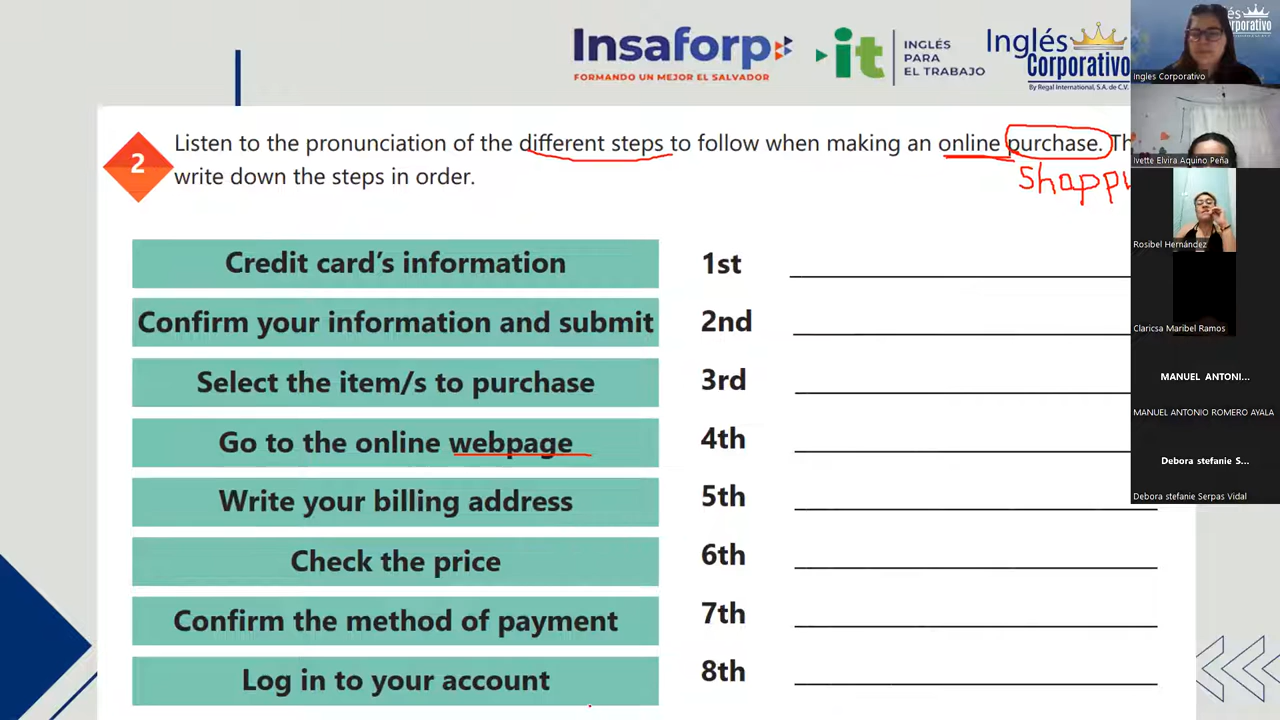 Insaforp
FORMANDO UN MEJOR EL SALVADOR
it
INGLÉS
PARA
EL TRABAJO
Inglés
Corporativo
By Regal International, S.A. de C.V.
Corporativo
Ingles Corporativo
2
Listen to the pronunciation of the different steps to follow when making an online purchase.
write down the steps in order.
Ivette Elvira Aquino Peña
Credit card's information
Confirm your information and submit
Select the item/s to purchase
Go to the online webpage
Write your billing address
Check the price
Confirm the method of payment
Log in to your account
1st
2nd
3rd
4th
5th
6th
7th
8th
Rosibel Hernández
Claricsa Maribel Ramos
MANUEL ANTONI...
MANUEL ANTONIO ROMERO AYALA
Debora stefanie S...
Debora stefanie Serpas Vidal